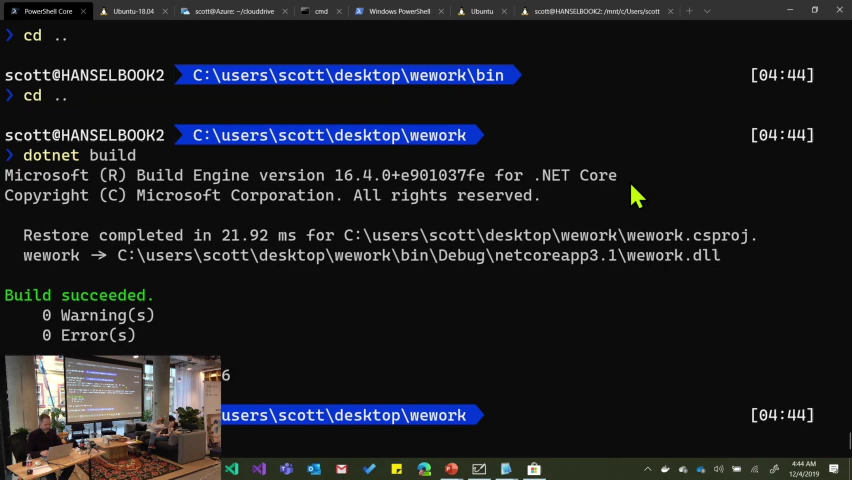 PowerShell Core
Ubuntu-18.04
scott@Azure: ~/clouddrive
cmd
Windows PowerShell
Ubuntu
scott@HANSELBOOK2: /mnt/c/Users/scott
❯ cd ..
scott@HANSELBOOK2 C:\users\scott\desktop\wework\bin [04:44]
❯ cd ..
scott@HANSELBOOK2 C:\users\scott\desktop\wework [04:44]
❯ dotnet build
Microsoft (R) Build Engine version 16.4.0+e901037fe for .NET Core
Copyright (C) Microsoft Corporation. All rights reserved.
Restore completed in 21.92 ms for C:\users\scott\desktop\wework\wework.csproj.
wework → C:\users\scott\desktop\wework\bin\Debug\netcoreapp3.1\wework.dll
Build succeeded.
0 Warning(s)
0 Error(s)
6
users\scott\desktop\wework [04:44]
4:44 AM
12/4/2019